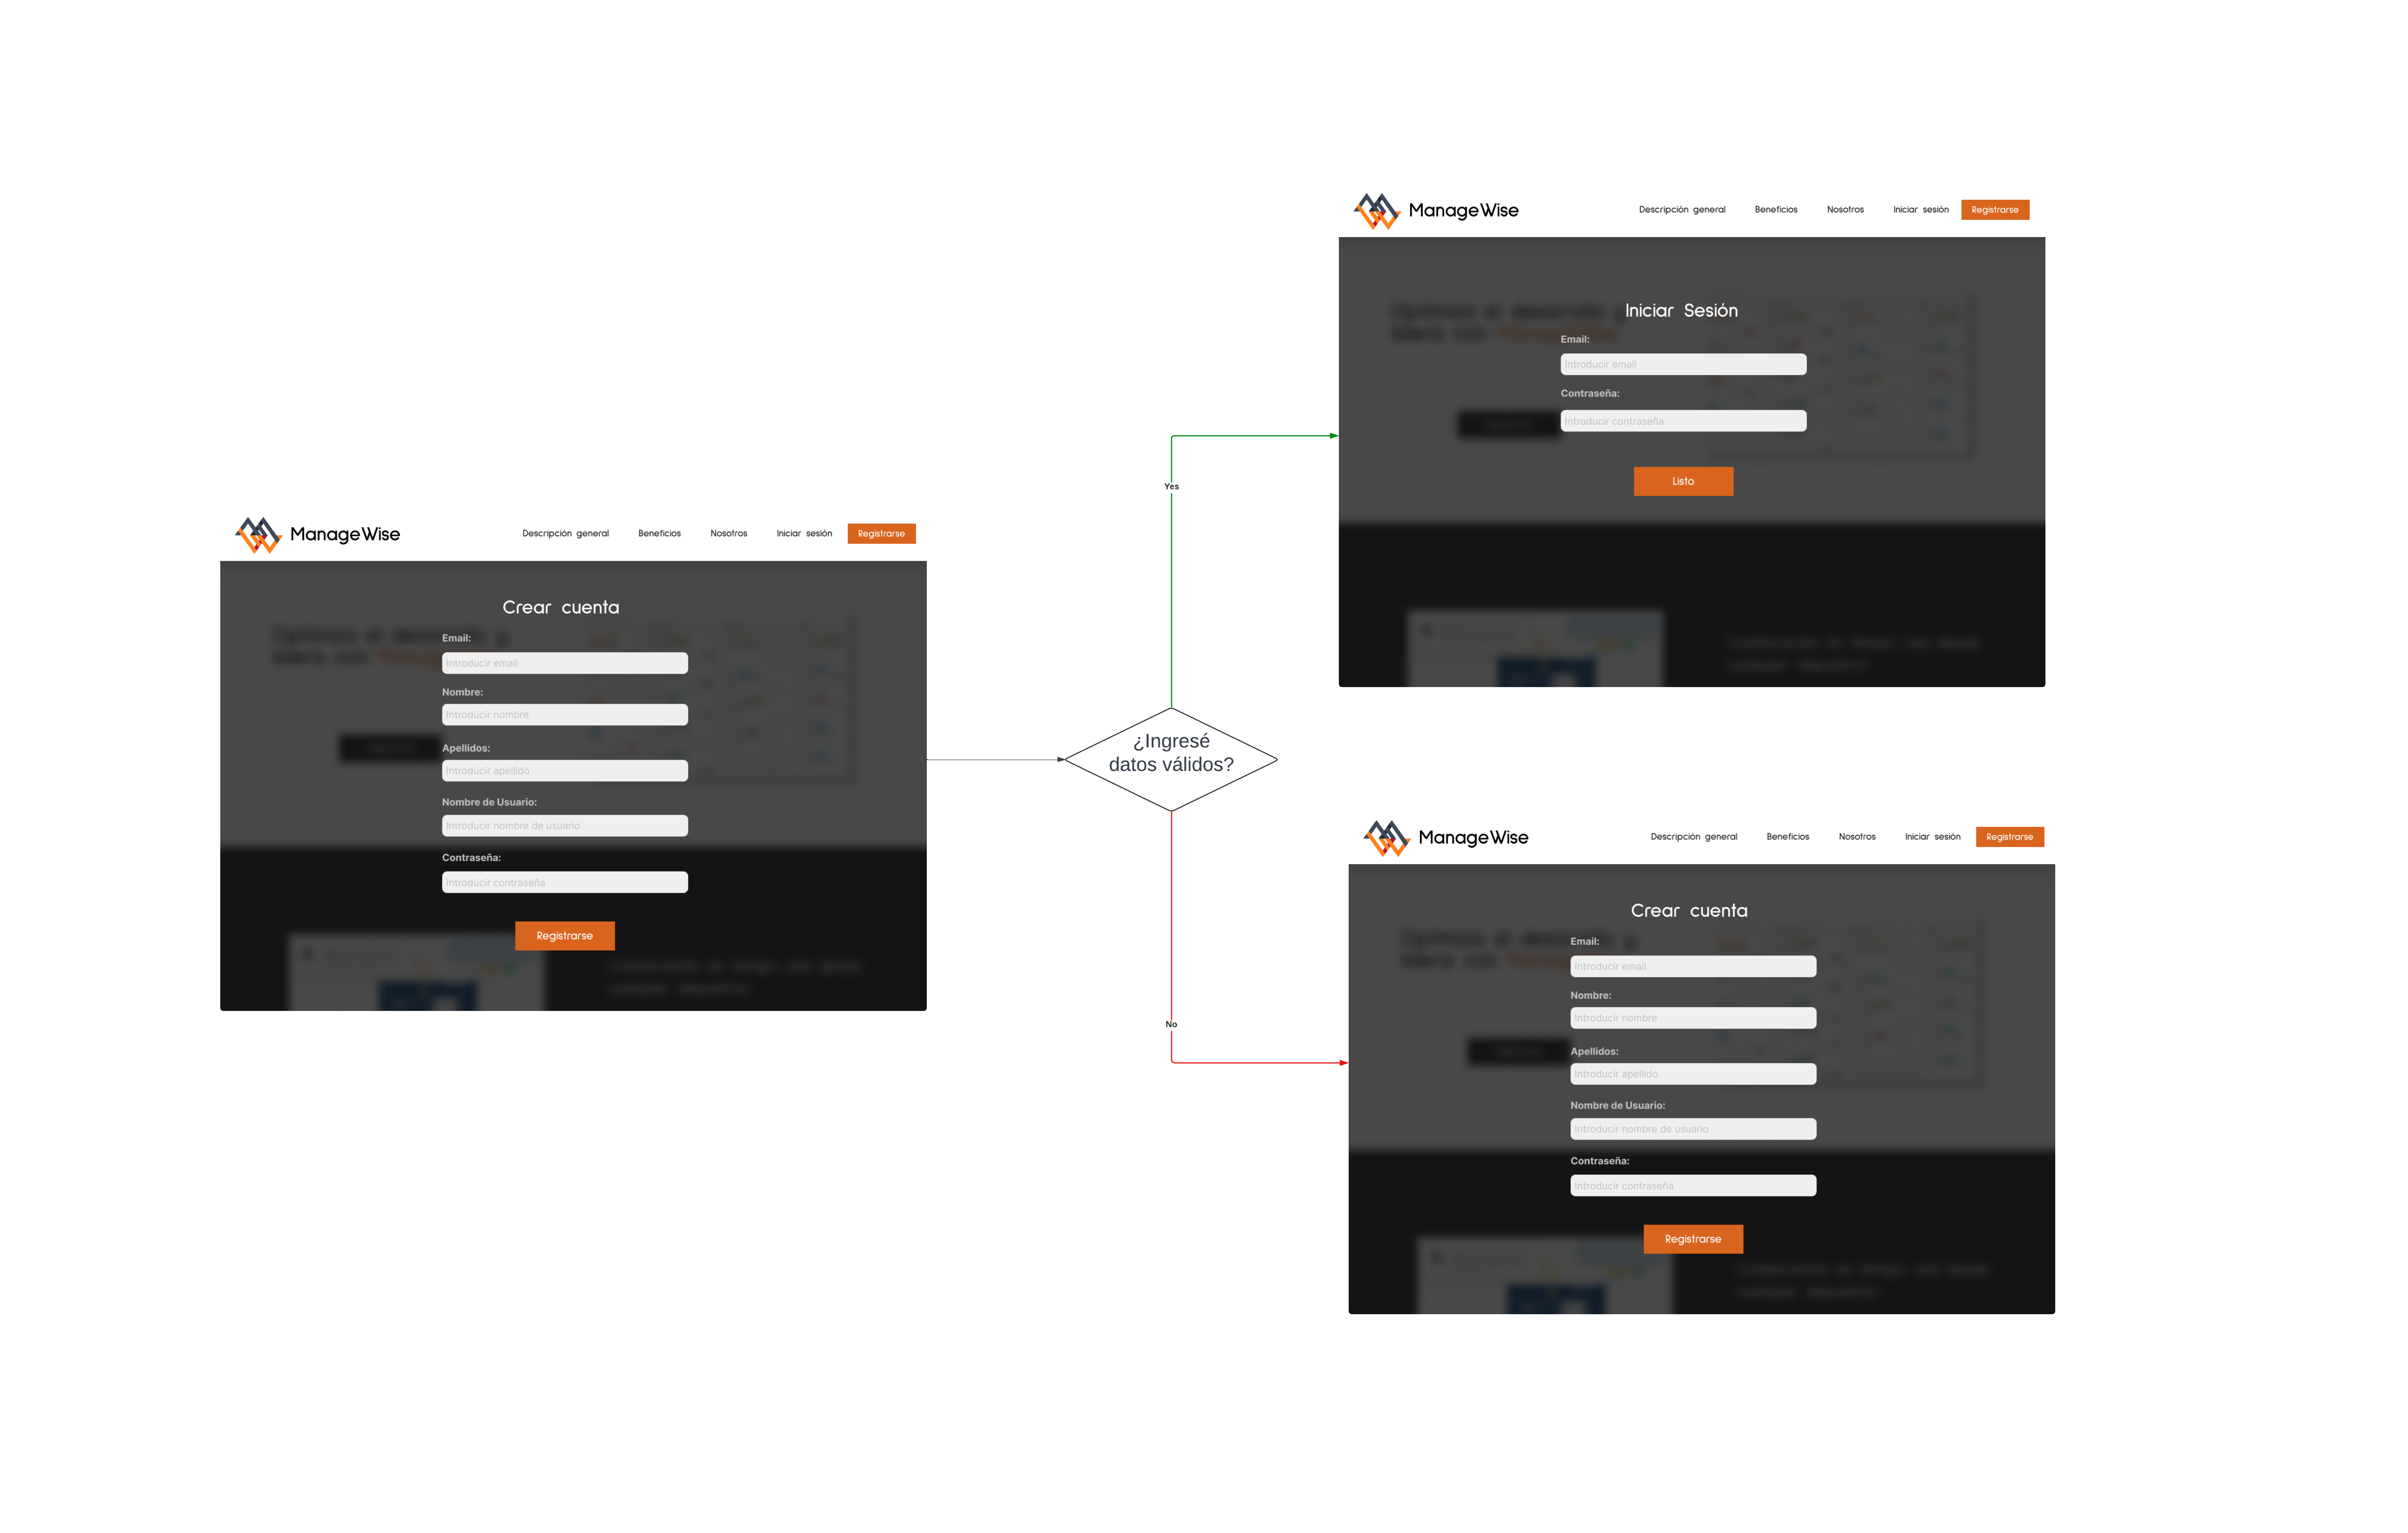 ManageWise
Descripción general
Beneficios
Nosotros
Iniciar sesión
Registrarse
Crear cuenta
Email:
Introducir email
Nombre:
Introducir nombre
Apellidos:
Introducir apellido
Nombre de Usuario:
Introducir nombre de usuario
Contraseña:
Introducir contraseña
Registrarse
¿Ingresé
datos válidos?
Yes
ManageWise
Descripción general
Beneficios
Nosotros
Iniciar sesión
Registrarse
Iniciar Sesión
Email:
Introducir email
Contraseña:
Introducir contraseña
Listo
No
ManageWise
Descripción general
Beneficios
Nosotros
Iniciar sesión
Registrarse
Crear cuenta
Email:
Introducir email
Nombre:
Introducir nombre
Apellidos:
Introducir apellido
Nombre de Usuario:
Introducir nombre de usuario
Contraseña:
Introducir contraseña
Registrarse